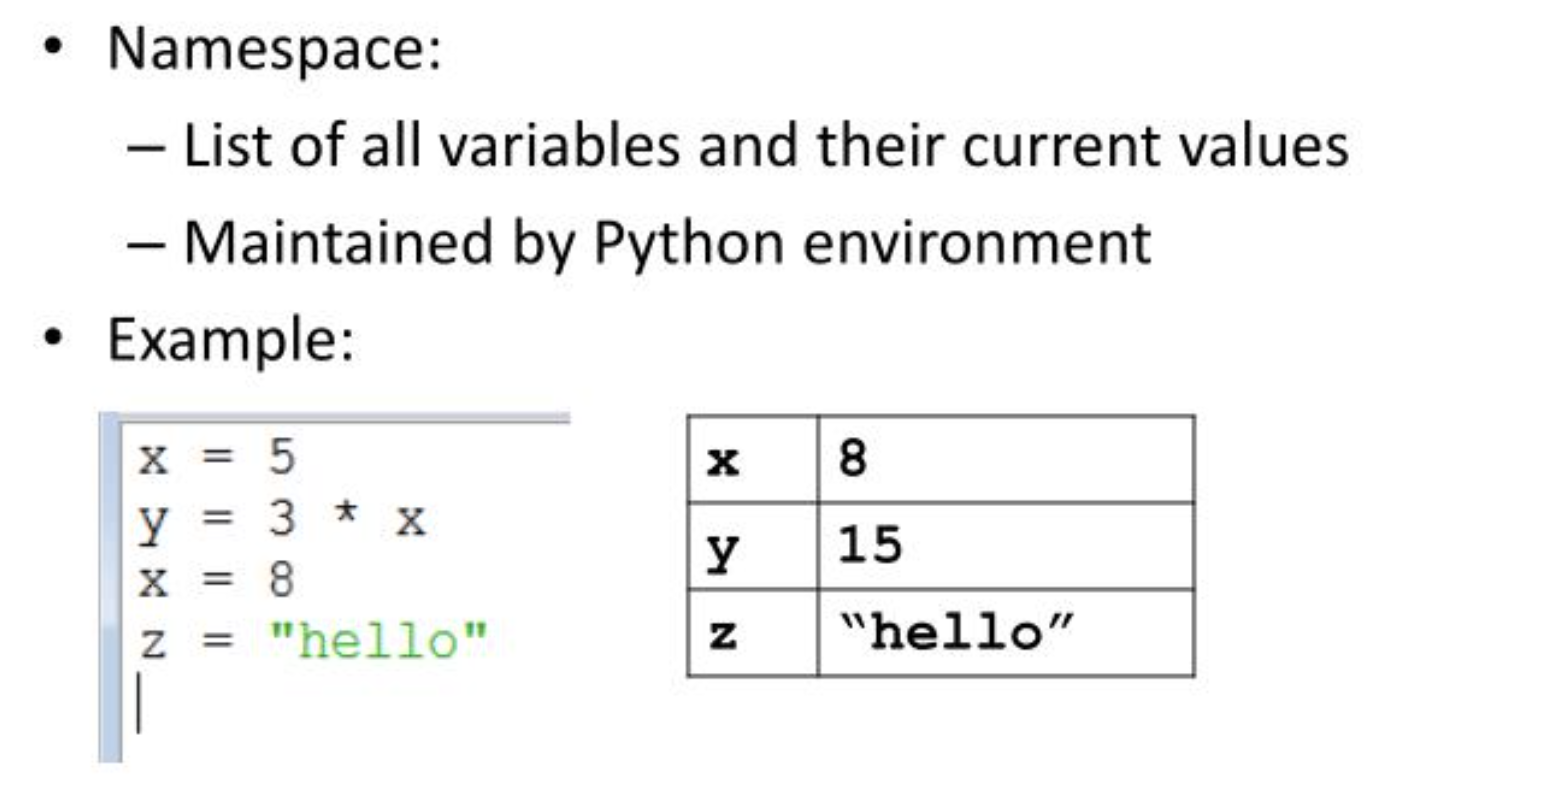 • Namespace:
– List of all variables and their current values
– Maintained by Python environment
• Example:
x = 5
y = 3 * x
x = 8
z = "hello"
x 8
y 15
z “hello”